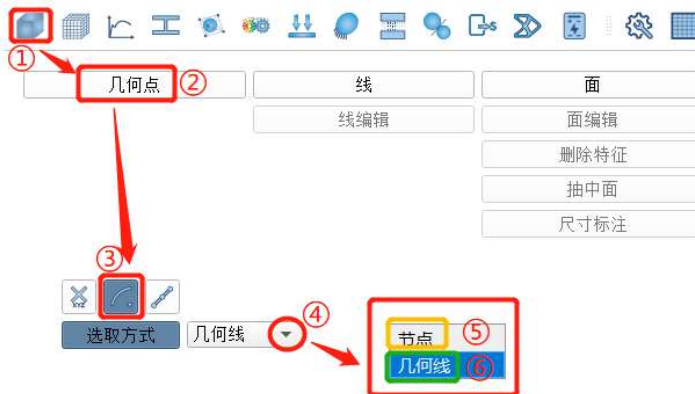 ①
几何点 ② 线 面
线编辑 面编辑
删除特征
抽中面
尺寸标注
③
XYZ
④
选取方式 几何线
节点 ⑤
几何线 ⑥